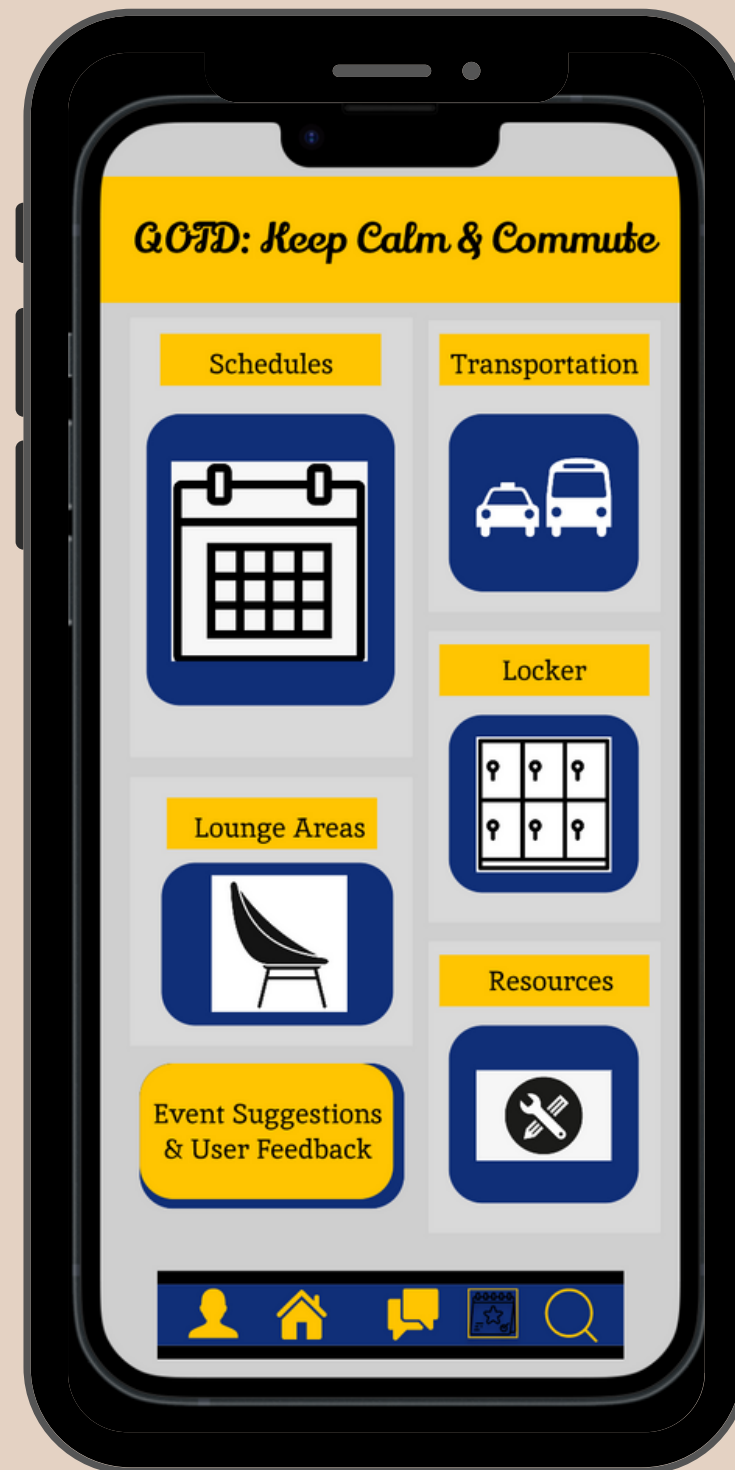 QOTD: Keep Calm & Commute
Schedules
Transportation
Locker
Lounge Areas
Resources
Event Suggestions
& User Feedback